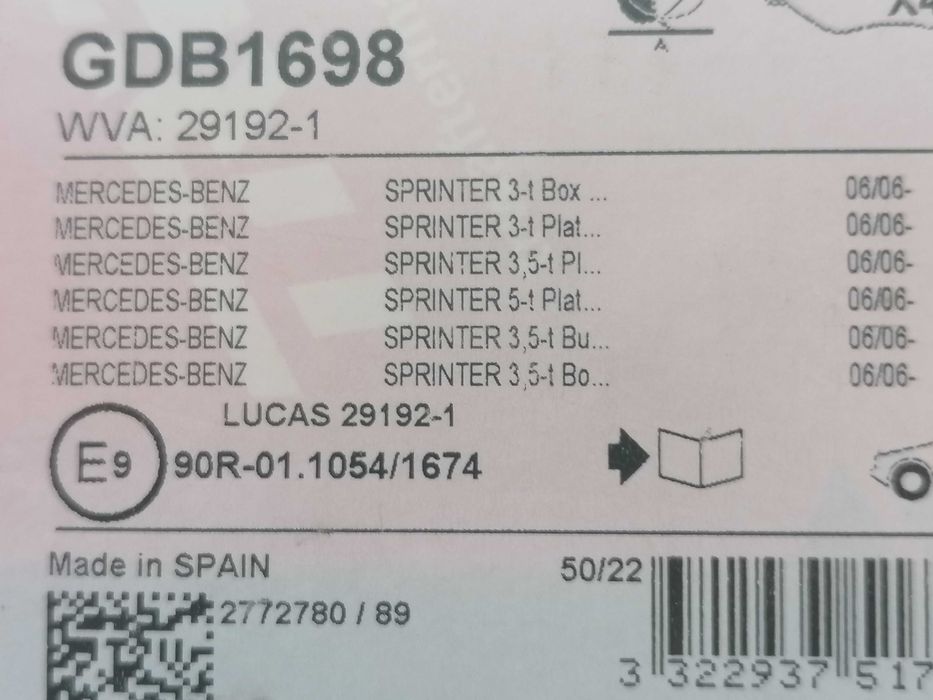 X4
A
GDB1698
WVA: 29192-1
MERCEDES-BENZ SPRINTER 3-t Box ... 06/06-
MERCEDES-BENZ SPRINTER 3-t Plat... 06/06-
MERCEDES-BENZ SPRINTER 3,5-t Pl... 06/06-
MERCEDES-BENZ SPRINTER 5-t Plat... 06/06-
MERCEDES-BENZ SPRINTER 3,5-t Bu... 06/06-
MERCEDES-BENZ SPRINTER 3,5-t Bo... 06/06-
LUCAS 29192-1
E9 90R-01.1054/1674
Made in SPAIN 50/22
2772780 / 89
3 322937 517